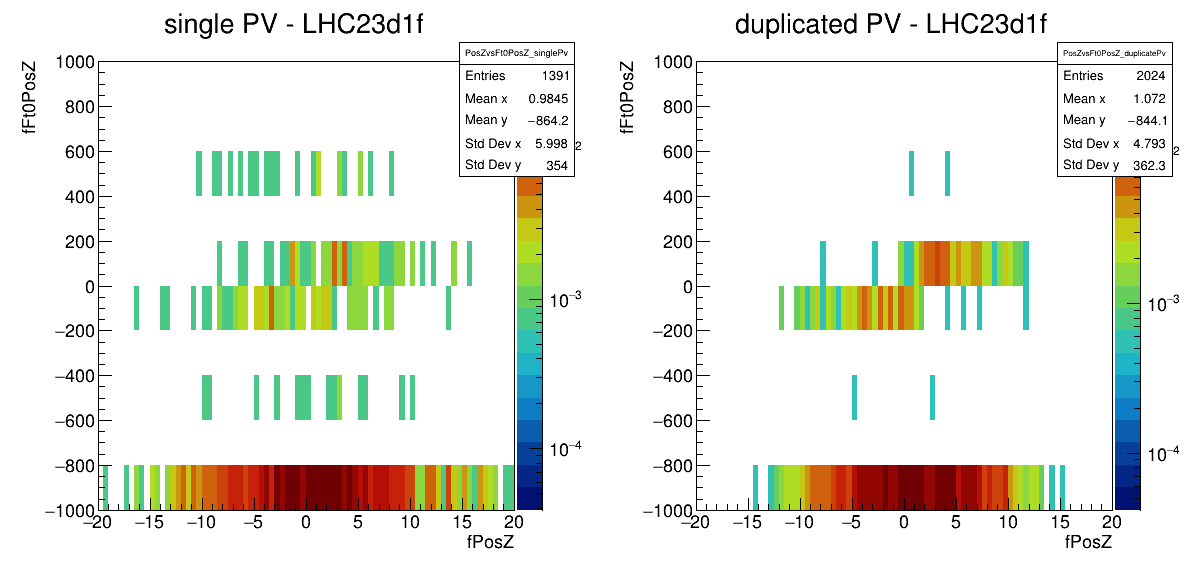 single PV - LHC23d1f
PosZvsFt0PosZ_singlePv
Entries 1391
Mean x 0.9845
Mean y −864.2
Std Dev x 5.998
Std Dev y 354
2
fFt0PosZ
1000
800
600
400
200
0
−200
−400
−600
−800
−1000
−20 −15 −10 −5 0 5 10 15 20
fPosZ
10−3
10−4
duplicated PV - LHC23d1f
PosZvsFt0PosZ_duplicatePv
Entries 2024
Mean x 1.072
Mean y −844.1
Std Dev x 4.793
Std Dev y 362.3
2
fFt0PosZ
1000
800
600
400
200
0
−200
−400
−600
−800
−1000
−20 −15 −10 −5 0 5 10 15 20
fPosZ
10−3
10−4